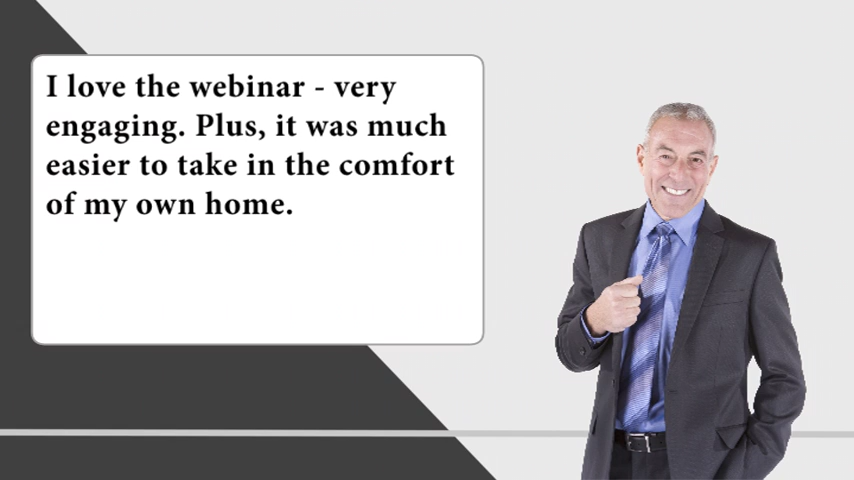 I love the webinar - very
engaging. Plus, it was much
easier to take in the comfort
of my own home.